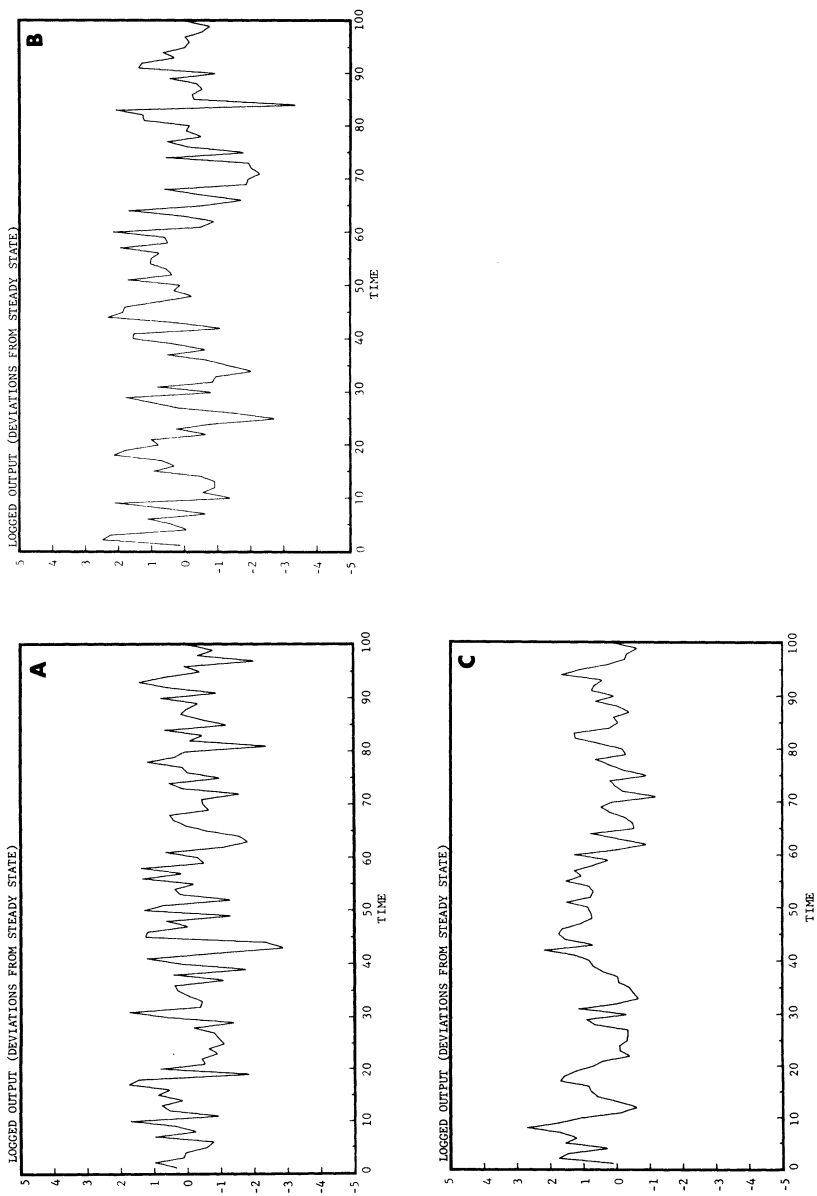 LOGGED OUTPUT (DEVIATIONS FROM STEADY STATE)
A
5
4
3
2
1
0
-1
-2
-3
-4
-5
0 10 20 30 40 50 60 70 80 90 100
TIME
LOGGED OUTPUT (DEVIATIONS FROM STEADY STATE)
B
5
4
3
2
1
0
-1
-2
-3
-4
-5
0 10 20 30 40 50 60 70 80 90 100
TIME
LOGGED OUTPUT (DEVIATIONS FROM STEADY STATE)
C
5
4
3
2
1
0
-1
-2
-3
-4
-5
0 10 20 30 40 50 60 70 80 90 100
TIME